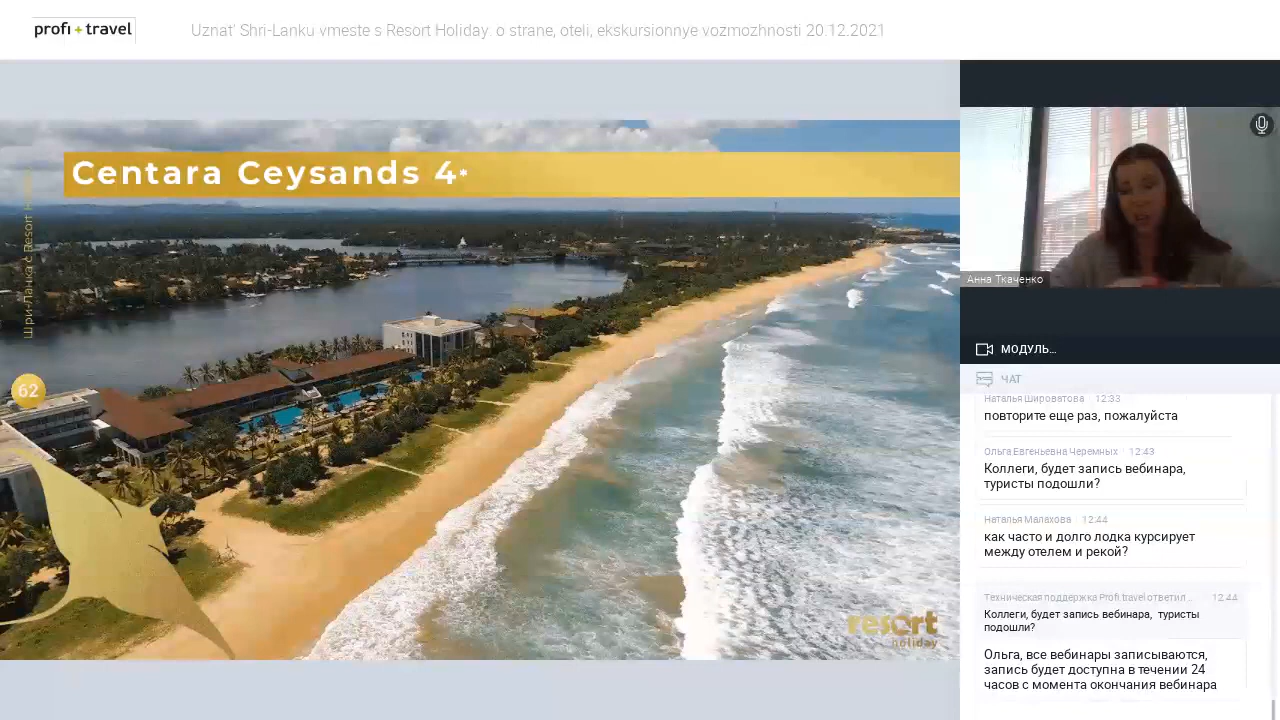 profi + travel
Uznat' Shri-Lanku vmeste s Resort Holiday: o strane, oteli, ekskursionnye vozmozhnosti 20.12.2021
Centara Ceysands 4*
Шри-Ланка с Resort Holiday
62
resort
holiday
Анна Ткаченко
МОДУЛЬ...
ЧАТ
Наталья Широватова 12:33
повторите еще раз, пожалуйста
Ольга Евгеньевна Черемных 12:43
Коллеги, будет запись вебинара,
туристы подошли?
Наталья Малахова 12:44
как часто и долго лодка курсирует
между отелем и рекой?
Техническая поддержка Profi.travel ответил... 12:44
Коллеги, будет запись вебинара, туристы
подошли?
Ольга, все вебинары записываются,
запись будет доступна в течении 24
часов с момента окончания вебинара